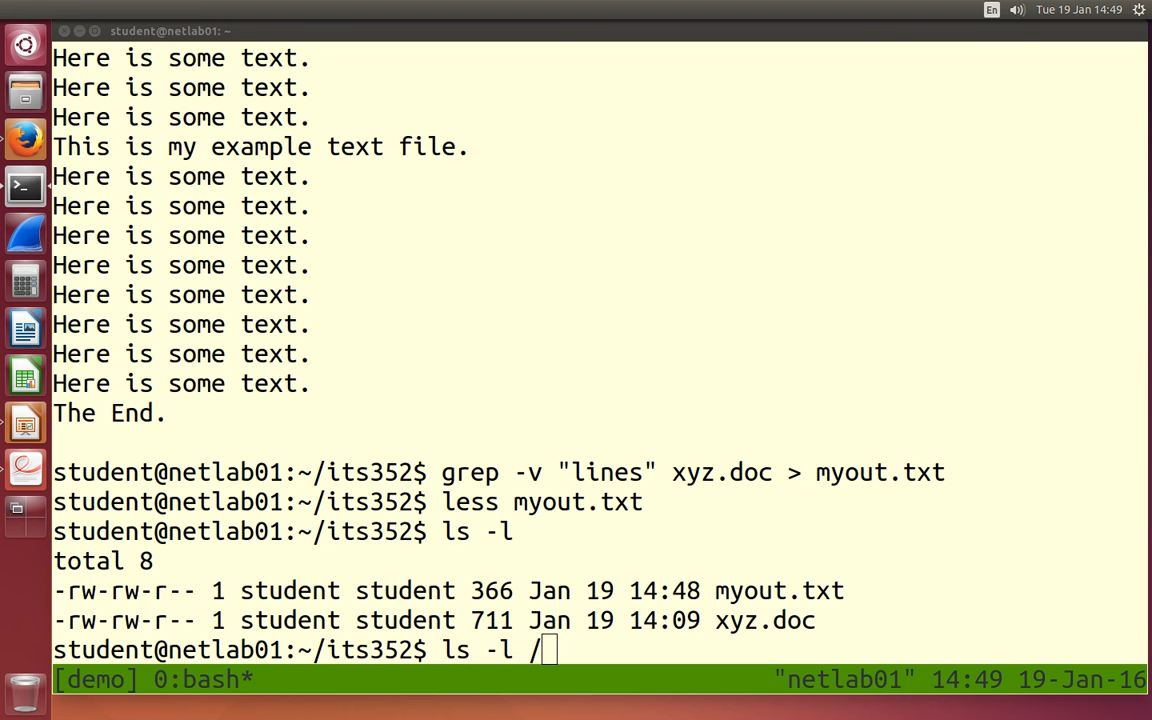 En
Tue 19 Jan 14:49
student@netlab01: ~
Here is some text.
Here is some text.
Here is some text.
This is my example text file.
Here is some text.
Here is some text.
Here is some text.
Here is some text.
Here is some text.
Here is some text.
Here is some text.
Here is some text.
The End.
student@netlab01:~/its352$ grep -v "lines" xyz.doc > myout.txt
student@netlab01:~/its352$ less myout.txt
student@netlab01:~/its352$ ls -l
total 8
-rw-rw-r-- 1 student student 366 Jan 19 14:48 myout.txt
-rw-rw-r-- 1 student student 711 Jan 19 14:09 xyz.doc
student@netlab01:~/its352$ ls -l /
[demo] 0:bash* "netlab01" 14:49 19-Jan-16